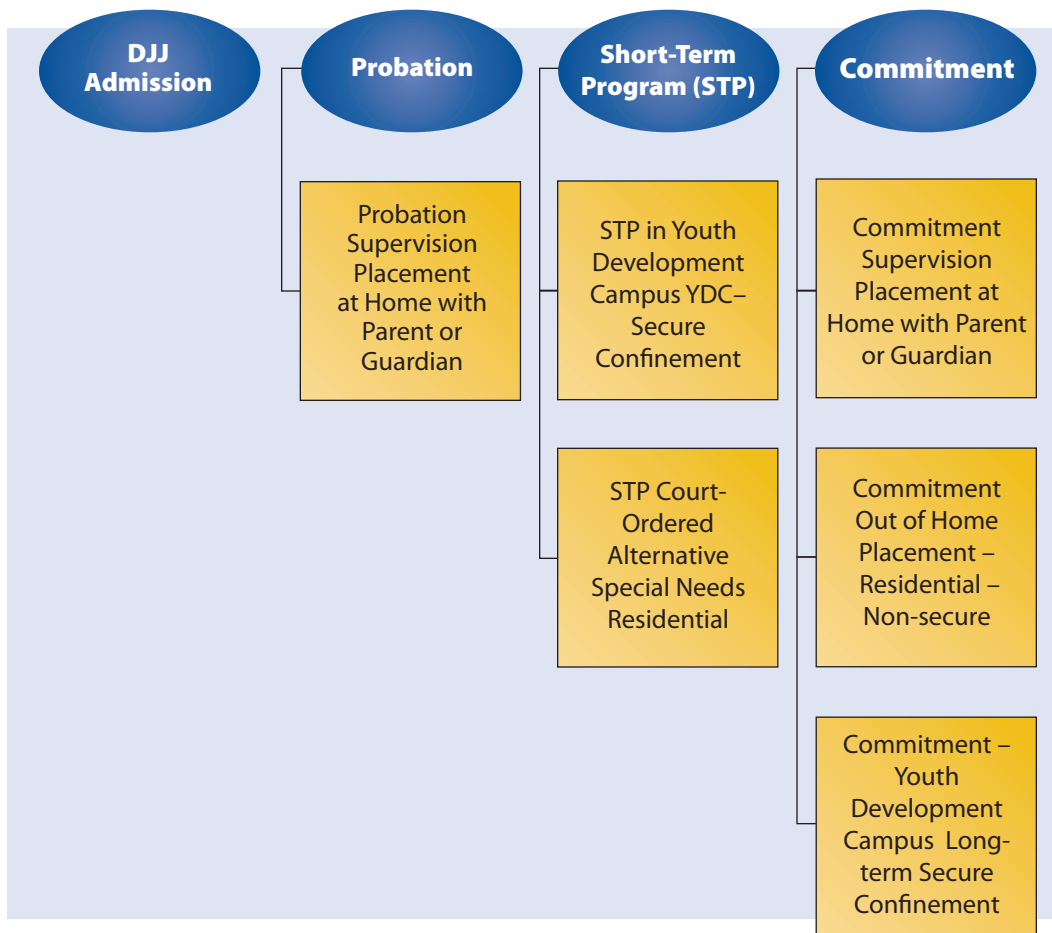 DJJ
Admission
Probation
Short-Term
Program (STP)
Commitment
Probation
Supervision
Placement
at Home with
Parent or
Guardian
STP in Youth
Development
Campus YDC–
Secure
Confinement
Commitment
Supervision
Placement at
Home with Parent
or Guardian
STP Court-
Ordered
Alternative
Special Needs
Residential
Commitment
Out of Home
Placement –
Residential –
Non-secure
Commitment –
Youth
Development
Campus Long-
term Secure
Confinement